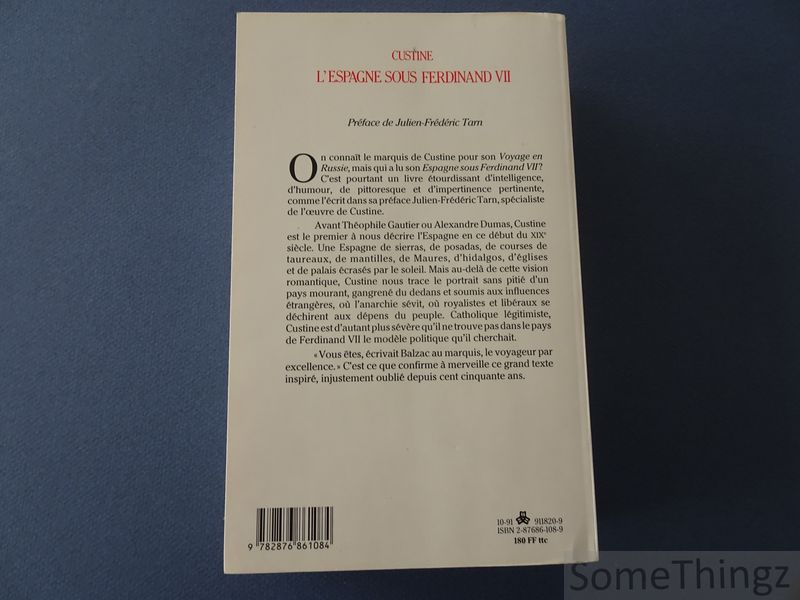 CUSTINE
L'ESPAGNE SOUS FERDINAND VII
Préface de Julien-Frédéric Tarn
On connaît le marquis de Custine pour son Voyage en
Russie, mais qui a lu son Espagne sous Ferdinand VII?
C'est pourtant un livre étourdissant d'intelligence,
d'humour, de pittoresque et d'impertinence pertinente,
comme l'écrit dans sa préface Julien-Frédéric Tarn, spécialiste
de l'œuvre de Custine.
Avant Théophile Gautier ou Alexandre Dumas, Custine
est le premier à nous décrire l'Espagne en ce début du XIXe
siècle. Une Espagne de sierras, de posadas, de courses de
taureaux, de mantilles, de Maures, d'hidalgos, d'églises
et de palais écrasés par le soleil. Mais au-delà de cette vision
romantique, Custine nous trace le portrait sans pitié d'un
pays mourant, gangrené du dedans et soumis aux influences
étrangères, où l'anarchie sévit, où royalistes et libéraux se
déchirent aux dépens du peuple. Catholique légitimiste,
Custine est d'autant plus sévère qu'il ne trouve pas dans le pays
de Ferdinand VII le modèle politique qu'il cherchait.
« Vous êtes, écrivait Balzac au marquis, le voyageur par
excellence. » C'est ce que confirme à merveille ce grand texte
inspiré, injustement oublié depuis cent cinquante ans.
10-91 911820-9
ISBN 2-87686-108-9
180 FF ttc
9 782876 861084
SomeThingz